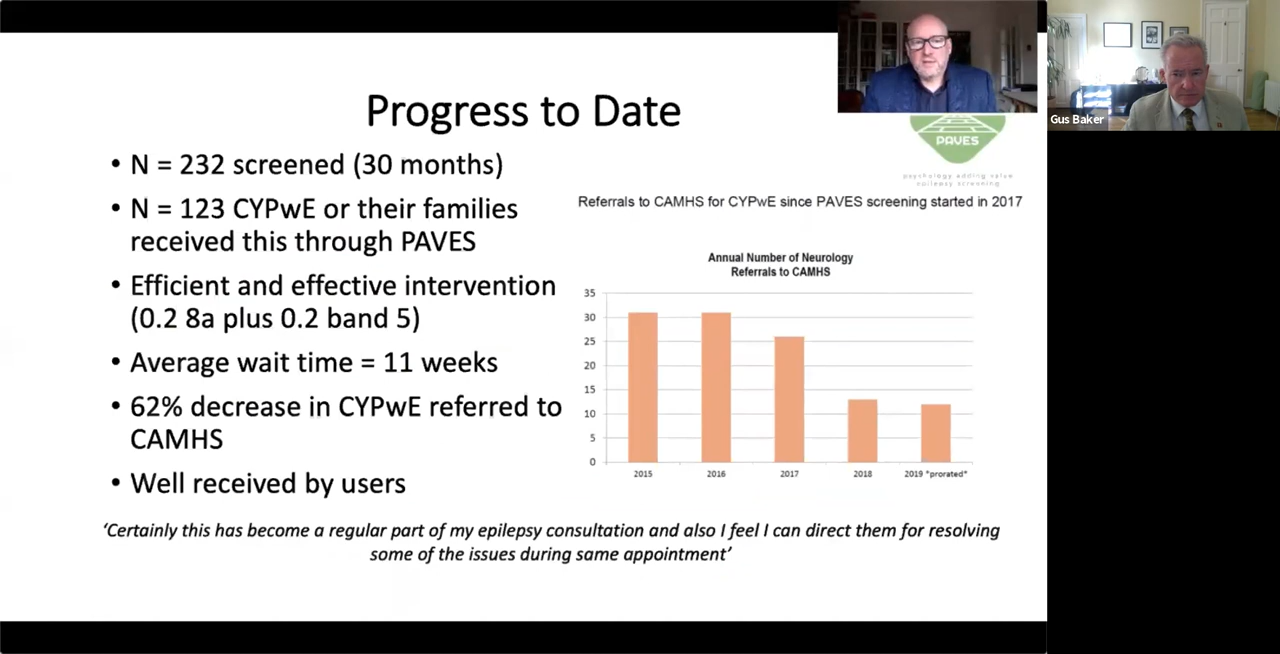 Progress to Date
• N = 232 screened (30 months)
• N = 123 CYPwE or their families
received this through PAVES
• Efficient and effective intervention
(0.2 8a plus 0.2 band 5)
• Average wait time = 11 weeks
• 62% decrease in CYPwE referred to
CAMHS
• Well received by users
PAVES
psychology adding value
epilepsy screening
Referrals to CAMHS for CYPwE since PAVES screening started in 2017
Annual Number of Neurology
Referrals to CAMHS
35
30
25
20
15
10
5
0
2015 2016 2017 2018 2019 *prorated*
‘Certainly this has become a regular part of my epilepsy consultation and also I feel I can direct them for resolving
some of the issues during same appointment’
Gus Baker